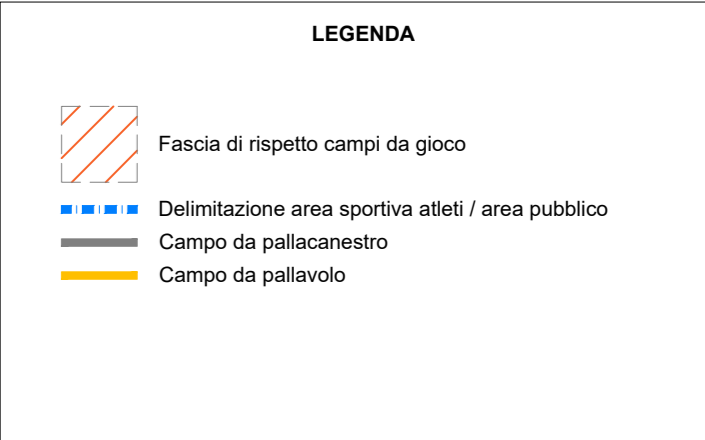 LEGENDA
Fascia di rispetto campi da gioco
Delimitazione area sportiva atleti / area pubblico
Campo da pallacanestro
Campo da pallavolo